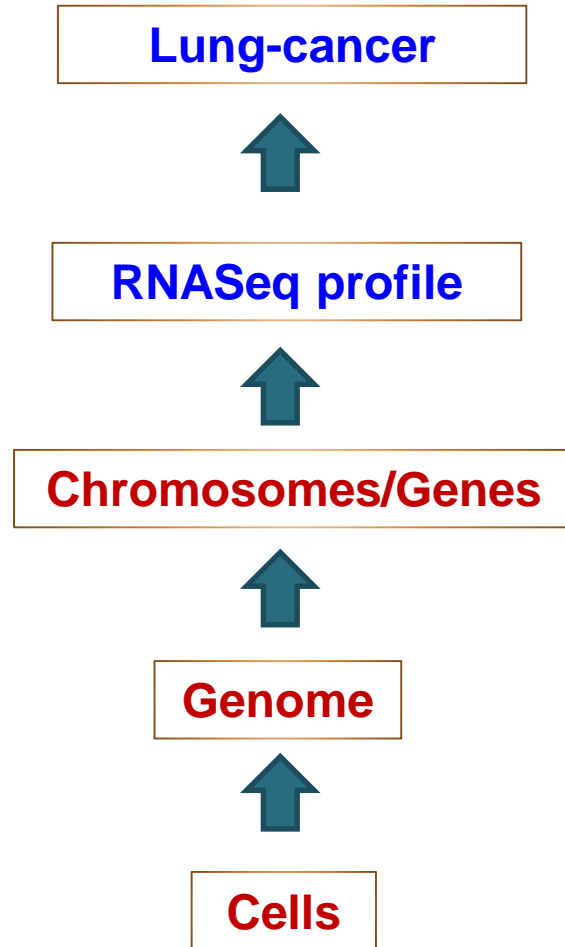 Lung-cancer
RNASeq profile
Chromosomes/Genes
Genome
Cells